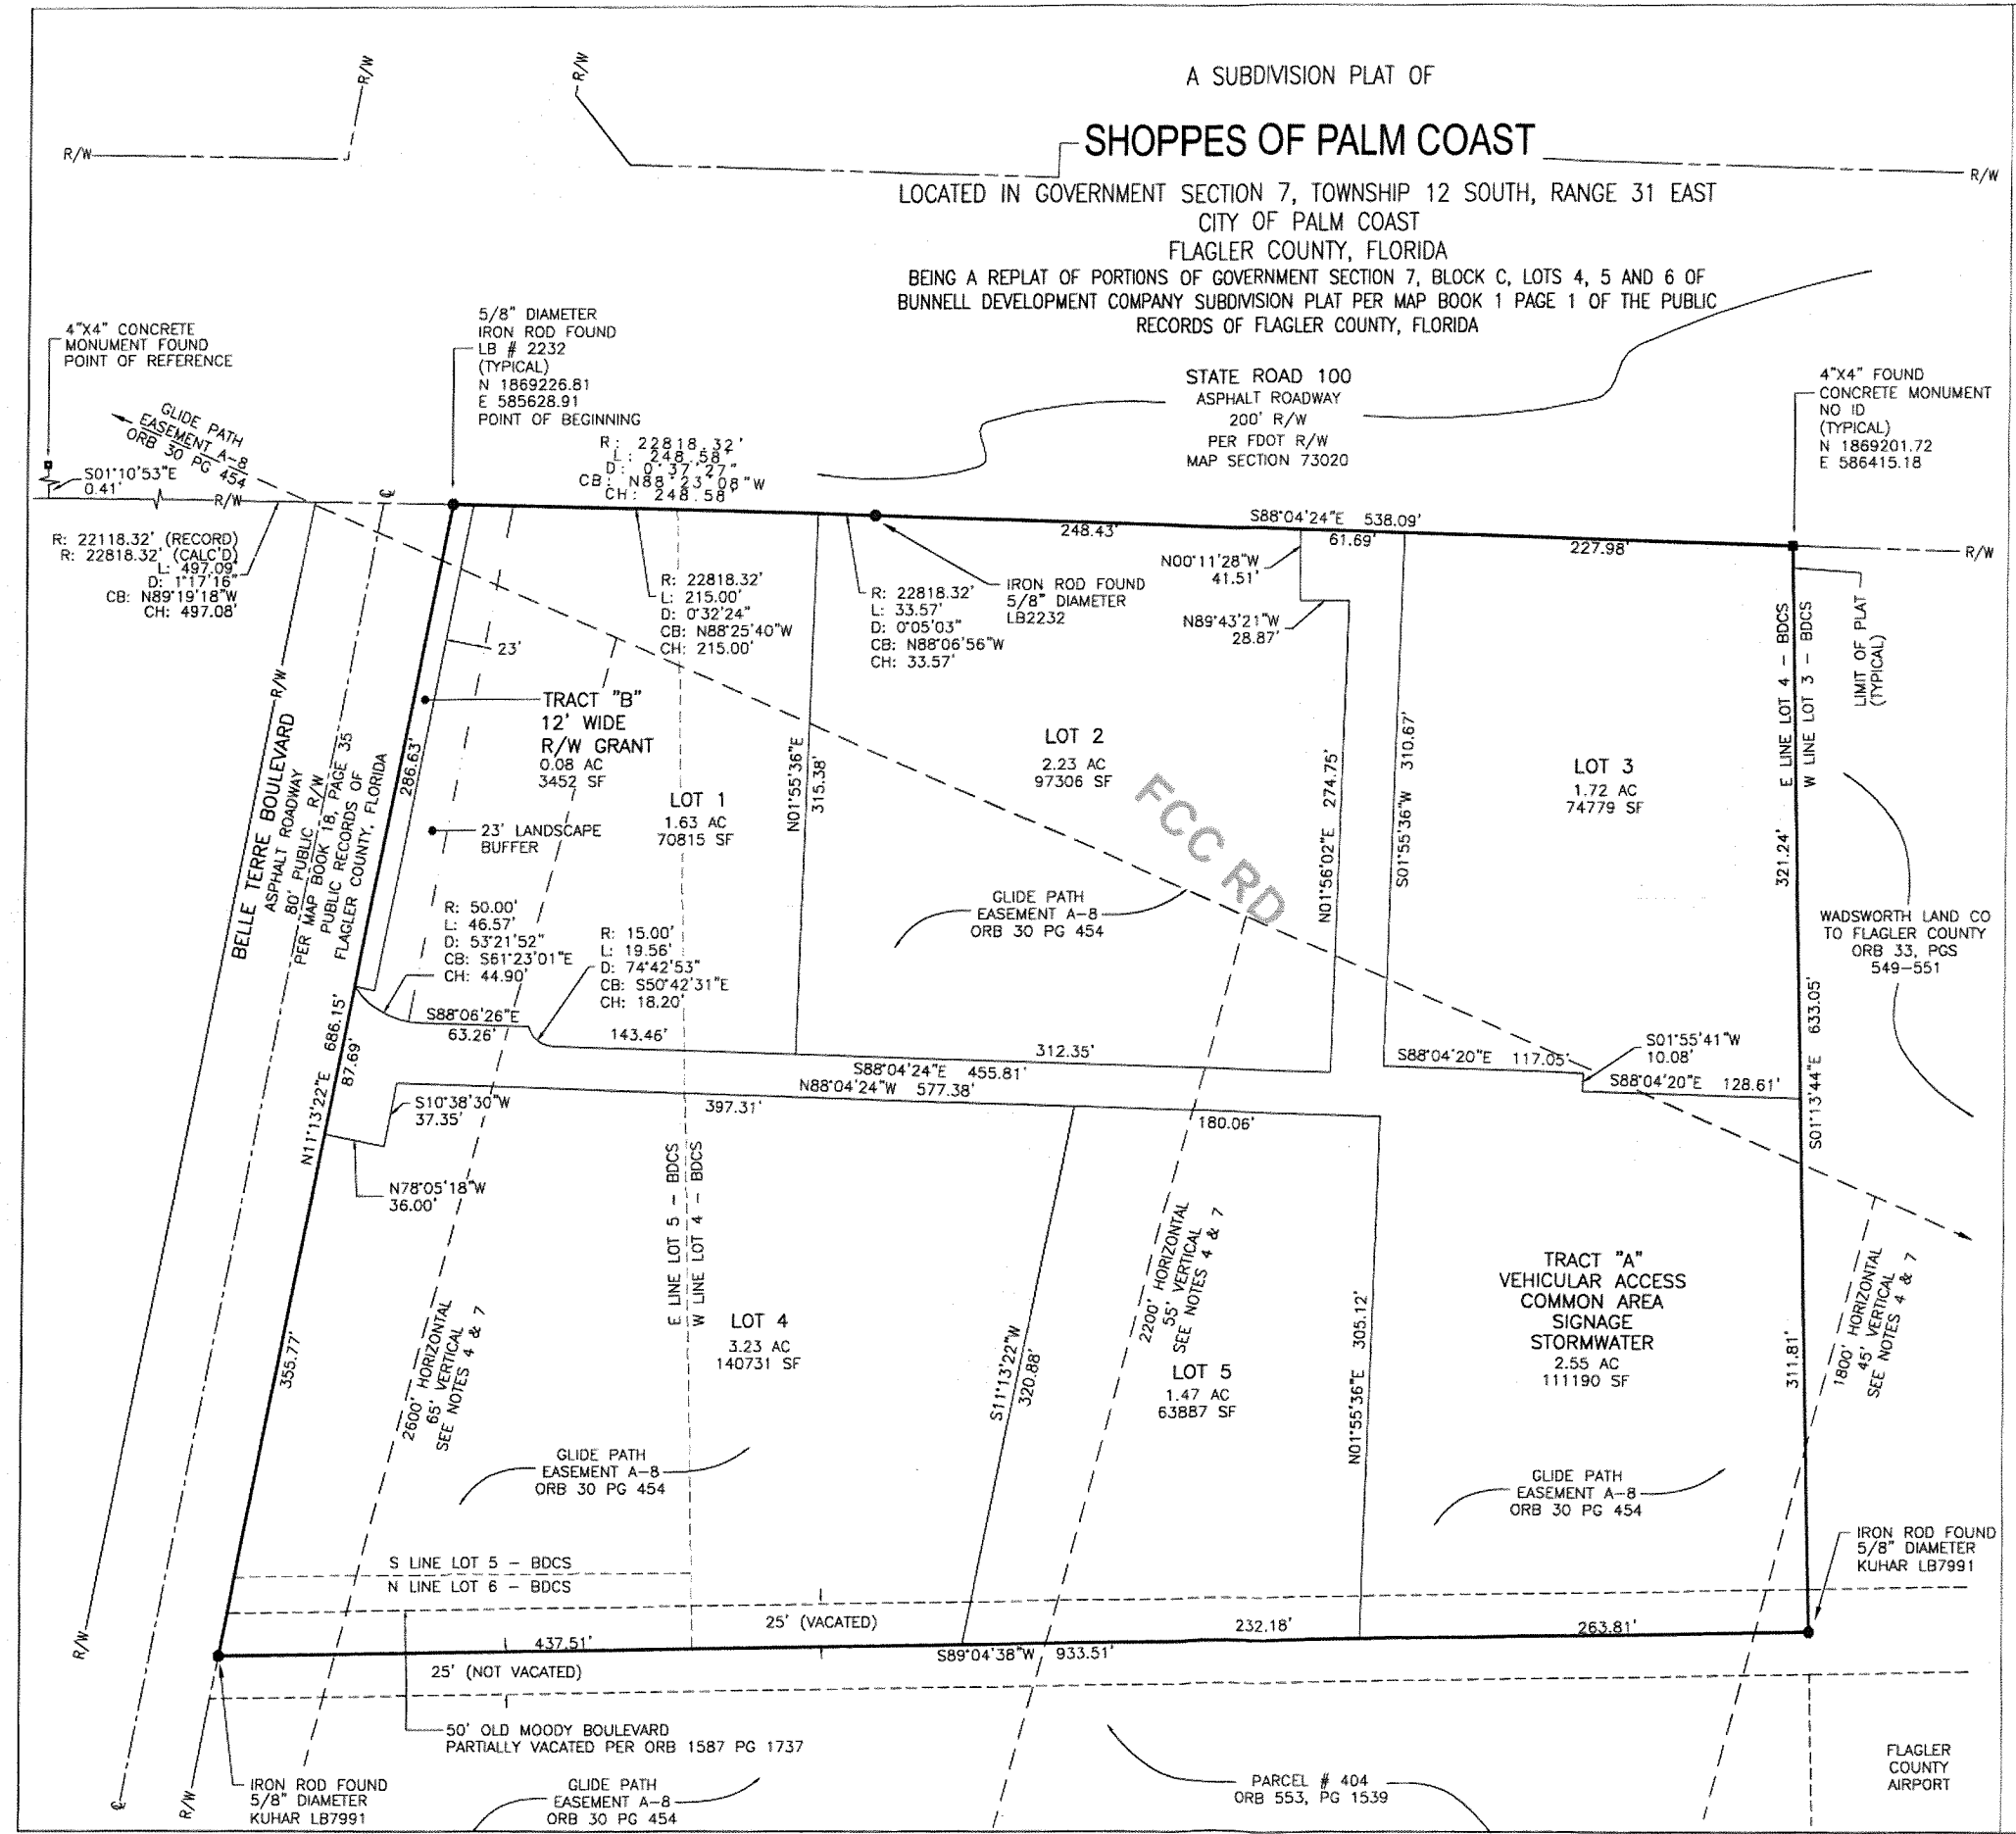 A SUBDIVISION PLAT OF
SHOPPES OF PALM COAST
LOCATED IN GOVERNMENT SECTION 7, TOWNSHIP 12 SOUTH, RANGE 31 EAST
CITY OF PALM COAST
FLAGLER COUNTY, FLORIDA
BEING A REPLAT OF PORTIONS OF GOVERNMENT SECTION 7, BLOCK C, LOTS 4, 5 AND 6 OF
BUNNELL DEVELOPMENT COMPANY SUBDIVISION PLAT PER MAP BOOK 1 PAGE 1 OF THE PUBLIC
RECORDS OF FLAGLER COUNTY, FLORIDA
R/W
R/W
R/W
R/W
4"X4" CONCRETE
MONUMENT FOUND
POINT OF REFERENCE
5/8" DIAMETER
IRON ROD FOUND
LB # 2232
(TYPICAL)
N 1869226.81
E 585628.91
POINT OF BEGINNING
STATE ROAD 100
ASPHALT ROADWAY
200' R/W
PER FDOT R/W
MAP SECTION 73020
4"X4" FOUND
CONCRETE MONUMENT
NO ID
(TYPICAL)
N 1869201.72
E 586415.18
GLIDE PATH
EASEMENT A-8
ORB 30 PG 454
S01°10'53"E
0.41'
R/W
R: 22818.32'
L: 248.58'
D: 0°37'27"
CB: N88°23'08"W
CH: 248.58'
R: 22118.32' (RECORD)
R: 22818.32' (CALC'D)
L: 497.09'
D: 1°17'16"
CB: N89°19'18"W
CH: 497.08'
248.43'
S88°04'24"E 538.09'
61.69'
227.98'
R/W
N00°11'28"W
41.51'
N89°43'21"W
28.87'
R: 22818.32'
L: 215.00'
D: 0°32'24"
CB: N88°25'40"W
CH: 215.00'
R: 22818.32'
L: 33.57'
D: 0°05'03"
CB: N88°06'56"W
CH: 33.57'
IRON ROD FOUND
5/8" DIAMETER
LB2232
23'
TRACT "B"
12' WIDE
R/W GRANT
0.08 AC
3452 SF
LOT 1
1.63 AC
70815 SF
23' LANDSCAPE
BUFFER
LOT 2
2.23 AC
97306 SF
LOT 3
1.72 AC
74779 SF
FCC RD
E LINE LOT 4 - BDCS
W LINE LOT 3 - BDCS
LIMIT OF PLAT
(TYPICAL)
R/W
BELLE TERRE BOULEVARD
ASPHALT ROADWAY
80' PUBLIC R/W
PER MAP BOOK 18, PAGE 35
PUBLIC RECORDS OF
FLAGLER COUNTY, FLORIDA
286.63'
N01°55'36"E
315.38'
N01°56'02"E 274.75'
S01°55'36"W 310.67'
321.24'
WADSWORTH LAND CO
TO FLAGLER COUNTY
ORB 33, PGS
549-551
GLIDE PATH
EASEMENT A-8
ORB 30 PG 454
R: 50.00'
L: 46.57'
D: 53°21'52"
CB: S61°23'01"E
CH: 44.90'
R: 15.00'
L: 19.56'
D: 74°42'53"
CB: S50°42'31"E
CH: 18.20'
S88°06'26"E
63.26'
143.46'
312.35'
S88°04'24"E 455.81'
N88°04'24"W 577.38'
S88°04'20"E 117.05'
S01°55'41"W
10.08'
S88°04'20"E 128.61'
S01°13'44"E 633.05'
N11°13'22"E 686.15'
87.69'
S10°38'30"W
37.35'
397.31'
180.06'
N78°05'18"W
36.00'
E LINE LOT 5 - BDCS
W LINE LOT 4 - BDCS
2600' HORIZONTAL
65' VERTICAL
SEE NOTES 4 & 7
2200' HORIZONTAL
55' VERTICAL
SEE NOTES 4 & 7
1800' HORIZONTAL
45' VERTICAL
SEE NOTES 4 & 7
LOT 4
3.23 AC
140731 SF
LOT 5
1.47 AC
63887 SF
TRACT "A"
VEHICULAR ACCESS
COMMON AREA
SIGNAGE
STORMWATER
2.55 AC
111190 SF
355.77'
S11°13'22"W
320.88'
N01°55'36"E 305.12'
311.81'
GLIDE PATH
EASEMENT A-8
ORB 30 PG 454
GLIDE PATH
EASEMENT A-8
ORB 30 PG 454
IRON ROD FOUND
5/8" DIAMETER
KUHAR LB7991
S LINE LOT 5 - BDCS
N LINE LOT 6 - BDCS
25' (VACATED)
R/W
437.51'
232.18'
263.81'
S89°04'38"W 933.51'
25' (NOT VACATED)
50' OLD MOODY BOULEVARD
PARTIALLY VACATED PER ORB 1587 PG 1737
R/W
IRON ROD FOUND
5/8" DIAMETER
KUHAR LB7991
GLIDE PATH
EASEMENT A-8
ORB 30 PG 454
PARCEL # 404
ORB 553, PG 1539
FLAGLER
COUNTY
AIRPORT